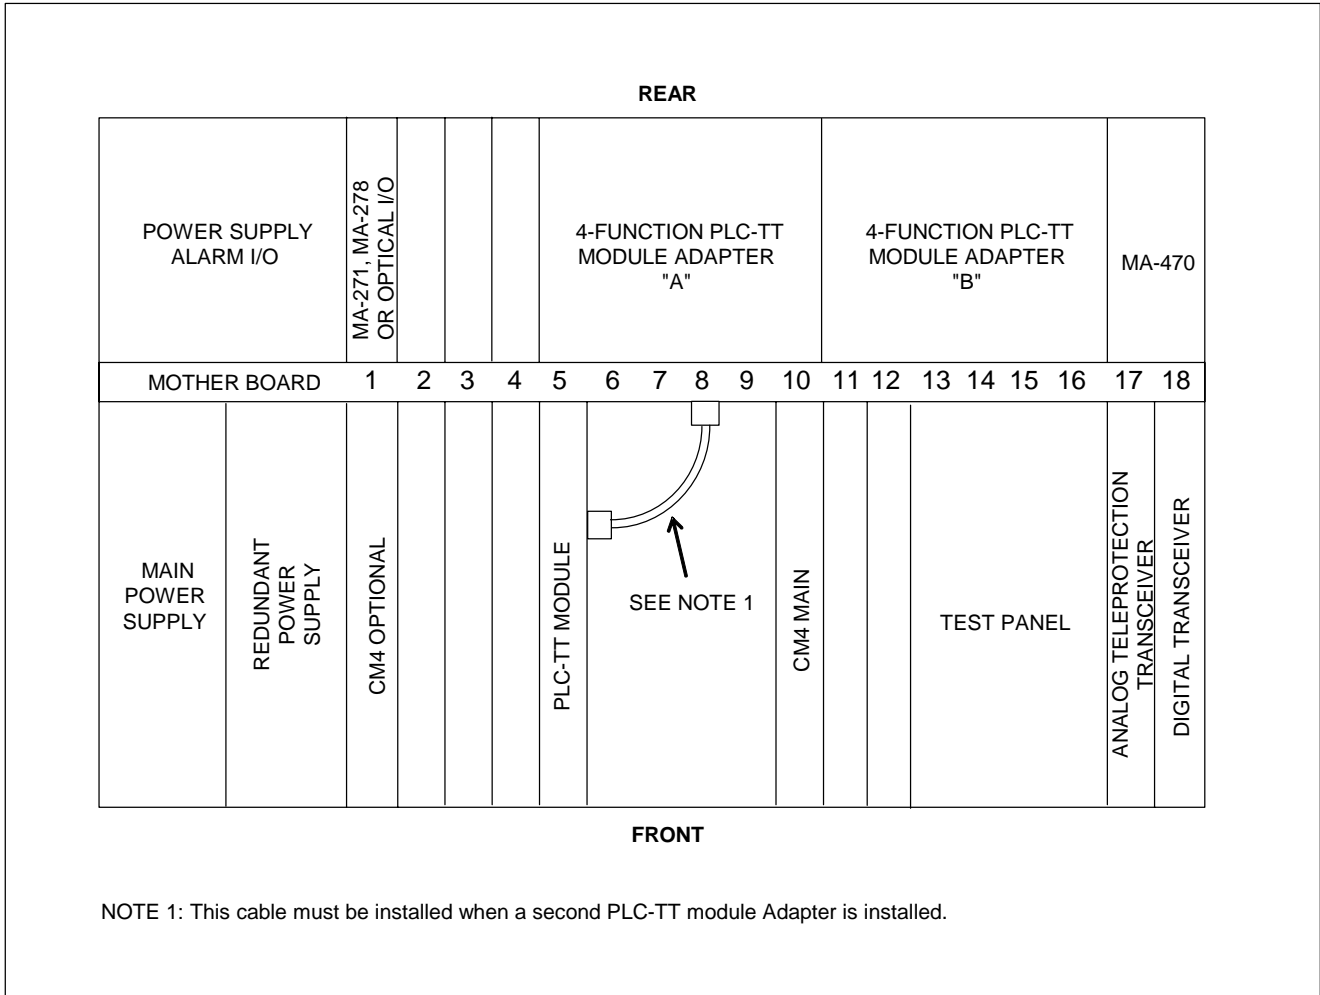 REAR
POWER SUPPLY
ALARM I/O
MA-271, MA-278
OR OPTICAL I/O
4-FUNCTION PLC-TT
MODULE ADAPTER
"A"
4-FUNCTION PLC-TT
MODULE ADAPTER
"B"
MA-470
MOTHER BOARD 1 2 3 4 5 6 7 8 9 10 11 12 13 14 15 16 17 18
MAIN
POWER
SUPPLY
REDUNDANT
POWER
SUPPLY
CM4 OPTIONAL
PLC-TT MODULE
SEE NOTE 1
CM4 MAIN
TEST PANEL
ANALOG TELEPROTECTION
TRANSCEIVER
DIGITAL TRANSCEIVER
FRONT
NOTE 1: This cable must be installed when a second PLC-TT module Adapter is installed.